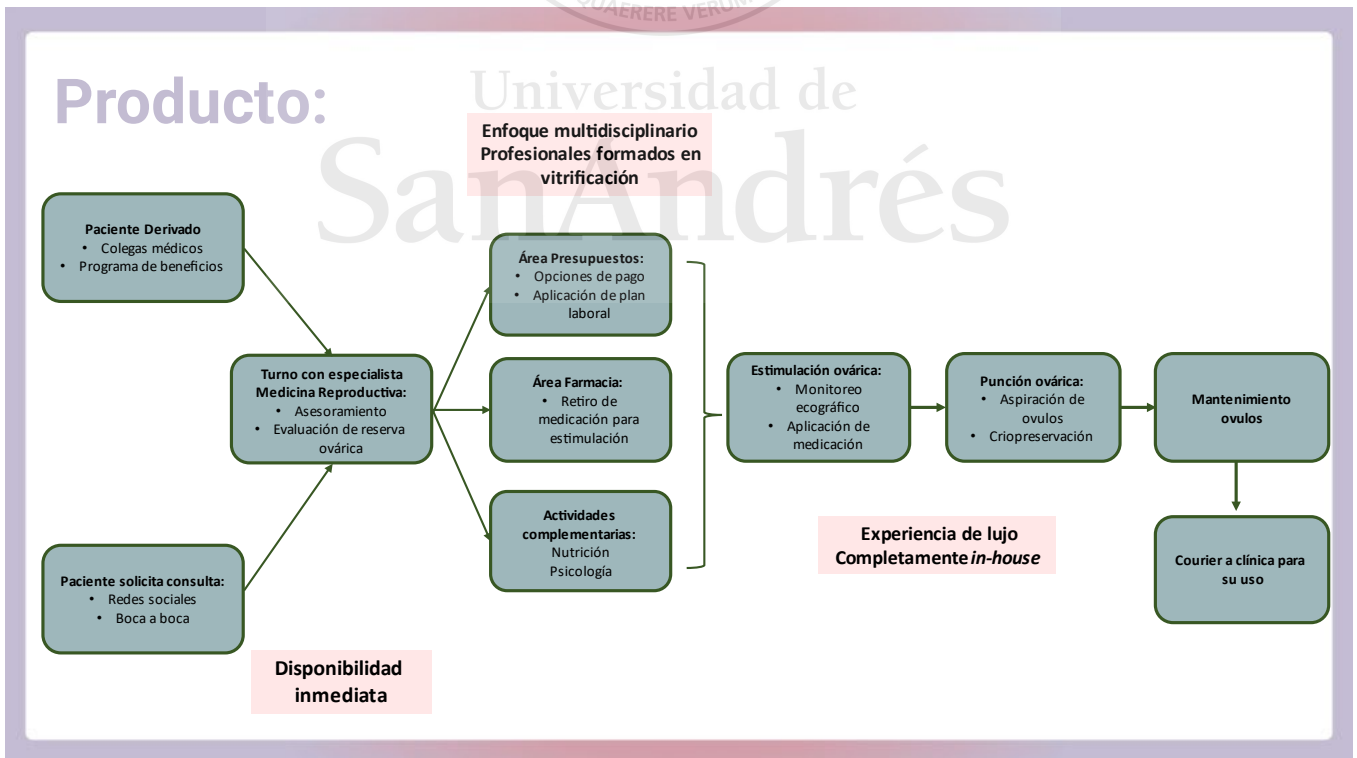 QUAERERE VERUM
Universidad de
SanAndrés
Producto:
Enfoque multidisciplinario
Profesionales formados en
vitrificación
Paciente Derivado
• Colegas médicos
• Programa de beneficios
Turno con especialista
Medicina Reproductiva:
• Asesoramiento
• Evaluación de reserva
ovárica
Paciente solicita consulta:
• Redes sociales
• Boca a boca
Disponibilidad
inmediata
Área Presupuestos:
• Opciones de pago
• Aplicación de plan
laboral
Área Farmacia:
• Retiro de
medicación para
estimulación
Actividades
complementarias:
Nutrición
Psicología
Estimulación ovárica:
• Monitoreo
ecográfico
• Aplicación de
medicación
Punción ovárica:
• Aspiración de
ovulos
• Criopreservación
Mantenimiento
ovulos
Experiencia de lujo
Completamente in-house
Courier a clínica para
su uso